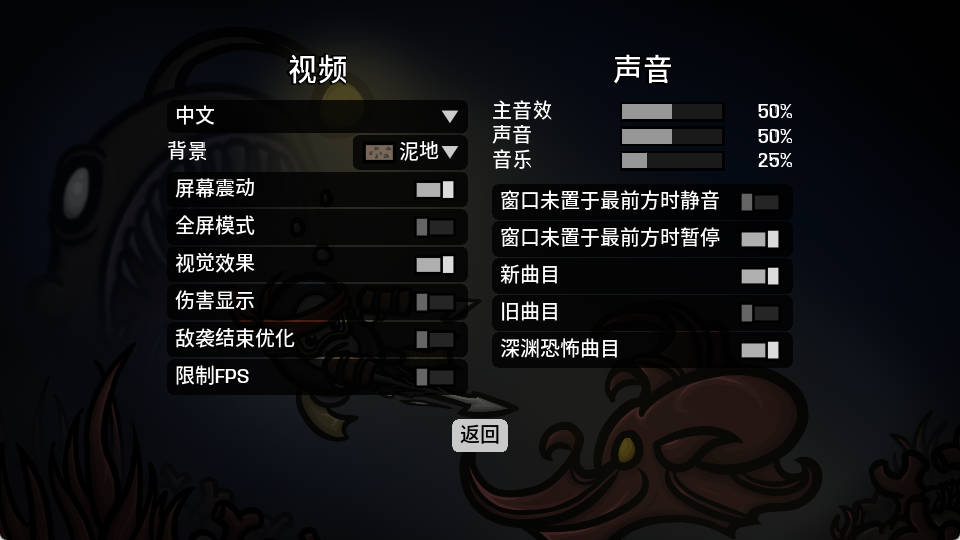 视频
中文
背景 泥地
屏幕震动
全屏模式
视觉效果
伤害显示
敌袭结束优化
限制FPS
声音
主音效 50%
声音 50%
音乐 25%
窗口未置于最前方时静音
窗口未置于最前方时暂停
新曲目
旧曲目
深渊恐怖曲目
返回